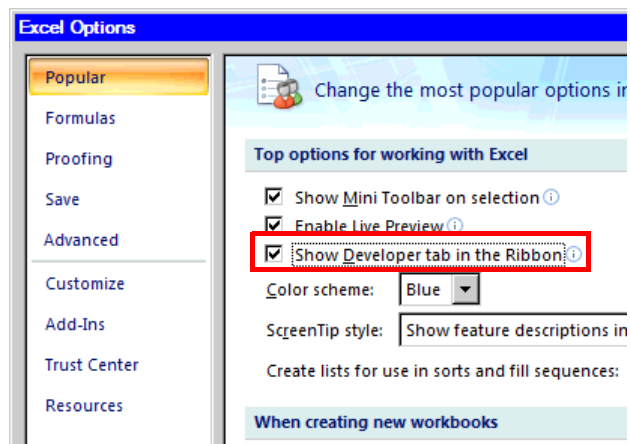 Excel Options
Popular
Formulas
Proofing
Save
Advanced
Customize
Add-Ins
Trust Center
Resources
Change the most popular options in
Top options for working with Excel
Show Mini Toolbar on selection
Enable Live Preview
Show Developer tab in the Ribbon
Color scheme: Blue
ScreenTip style: Show feature descriptions in
Create lists for use in sorts and fill sequences:
When creating new workbooks